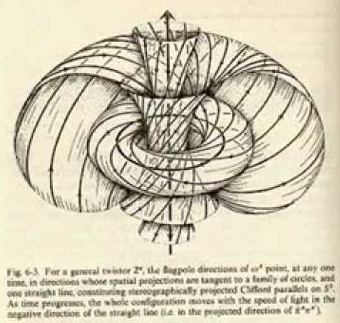 Fig. 6-3. For a general twistor Zᵅ, the flagpole directions of ωᴬ point, at any one
time, in directions whose spatial projections are tangent to a family of circles, and
one straight line, constituting stereographically projected Clifford parallels on S³.
As time progresses, the whole configuration moves with the speed of light in the
negative direction of the straight line (i.e. in the projected direction of